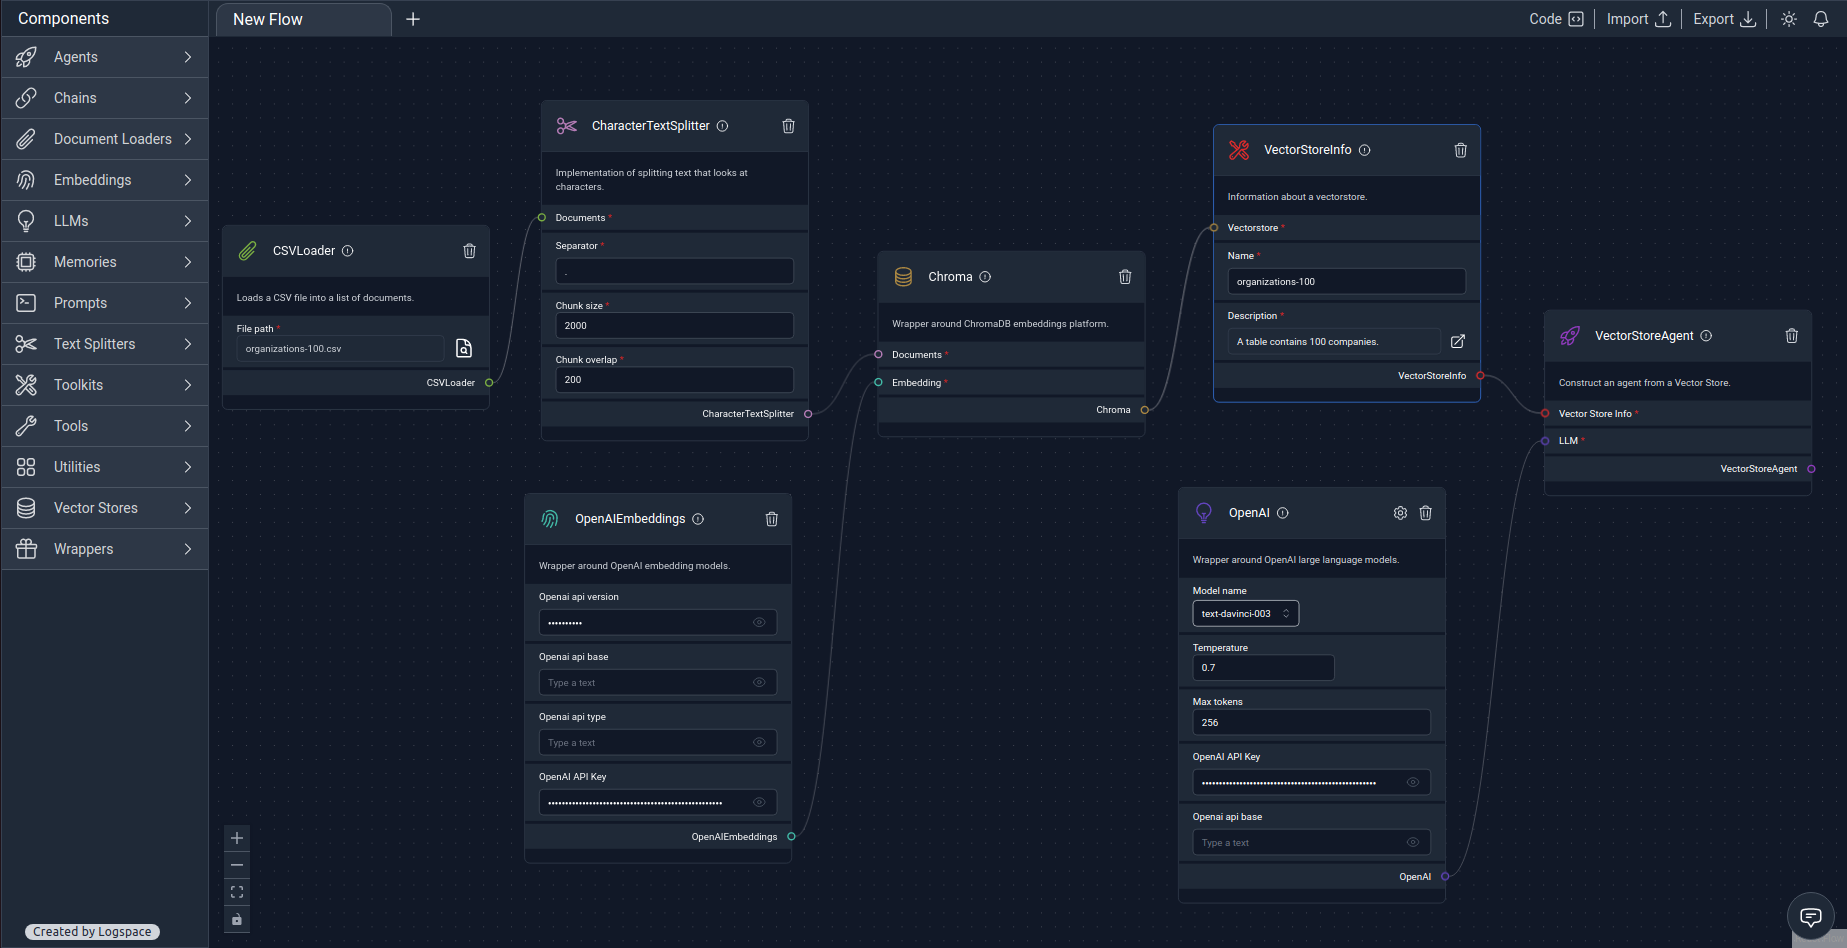 Components
New Flow
Code
Import
Export
Agents
Chains
Document Loaders
Embeddings
LLMs
Memories
Prompts
Text Splitters
Toolkits
Tools
Utilities
Vector Stores
Wrappers
Created by Logspace
CSVLoader
Loads a CSV file into a list of documents.
File path *
organizations-100.csv
CSVLoader
CharacterTextSplitter
Implementation of splitting text that looks at
characters.
Documents *
Separator *
.
Chunk size *
2000
Chunk overlap *
200
CharacterTextSplitter
OpenAIEmbeddings
Wrapper around OpenAI embedding models.
Openai api version
••••••••••
Openai api base
Type a text
Openai api type
Type a text
OpenAI API Key
•••••••••••••••••••••••••••••••••••••••••••••••••••
OpenAIEmbeddings
Chroma
Wrapper around ChromaDB embeddings platform.
Documents *
Embedding *
Chroma
VectorStoreInfo
Information about a vectorstore.
Vectorstore *
Name *
organizations-100
Description *
A table contains 100 companies.
VectorStoreInfo
OpenAI
Wrapper around OpenAI large language models.
Model name
text-davinci-003
Temperature
0.7
Max tokens
256
OpenAI API Key
•••••••••••••••••••••••••••••••••••••••••••••••••••
Openai api base
Type a text
OpenAI
VectorStoreAgent
Construct an agent from a Vector Store.
Vector Store Info *
LLM *
VectorStoreAgent